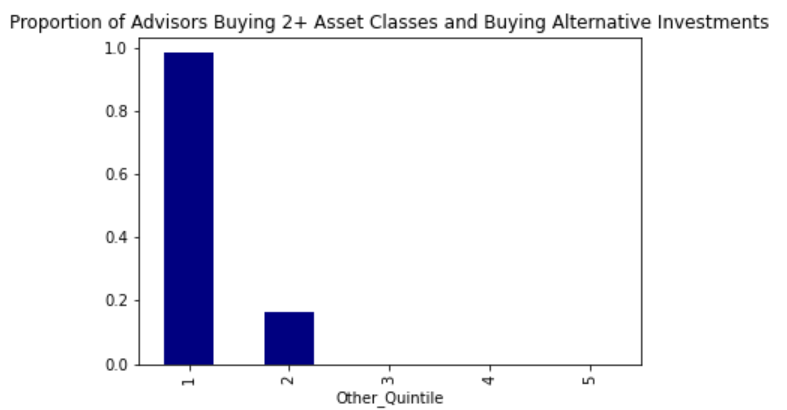 Proportion of Advisors Buying 2+ Asset Classes and Buying Alternative Investments
1.0
0.8
0.6
0.4
0.2
0.0
1 2 3 4 5
Other_Quintile